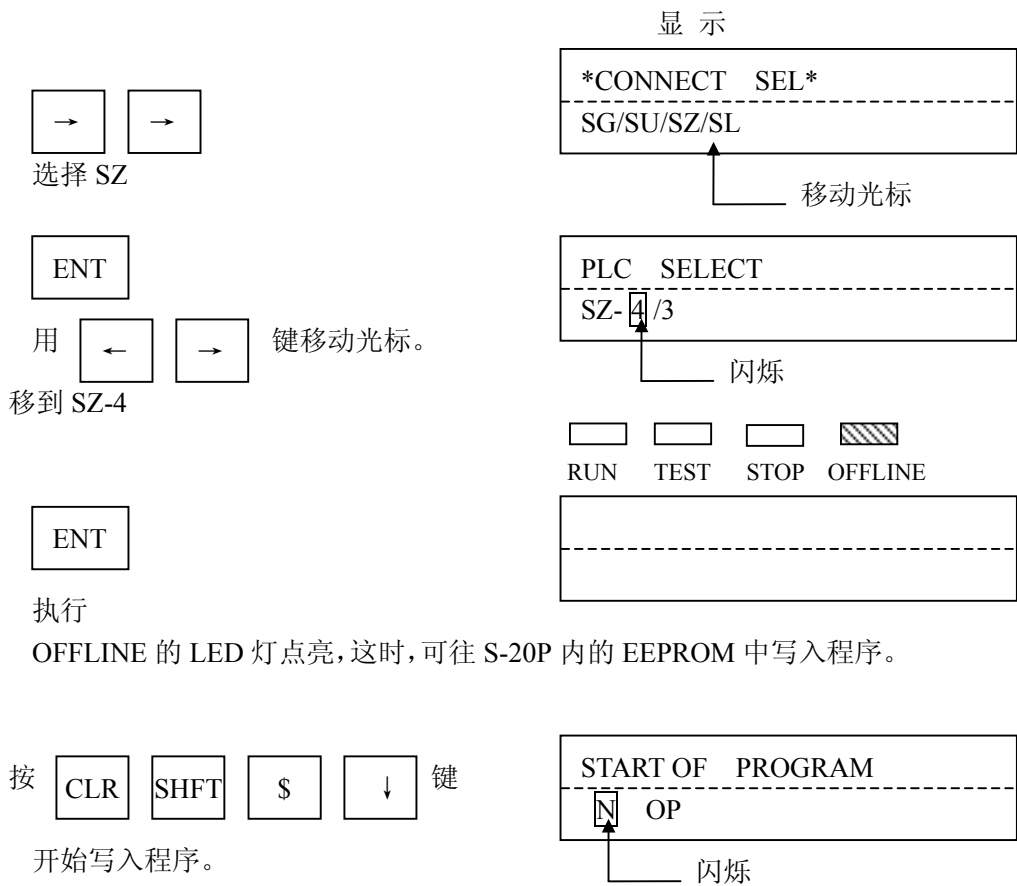 显 示
*CONNECT SEL*
→ →
SG/SU/SZ/SL
选择 SZ
移动光标
ENT
PLC SELECT
SZ- 4 /3
用 ← → 键移动光标。
闪烁
移到 SZ-4
RUN TEST STOP OFFLINE
ENT
执行
OFFLINE 的 LED 灯点亮，这时，可往 S-20P 内的 EEPROM 中写入程序。
按 CLR SHFT $ ↓ 键
START OF PROGRAM
N OP
开始写入程序。
闪烁